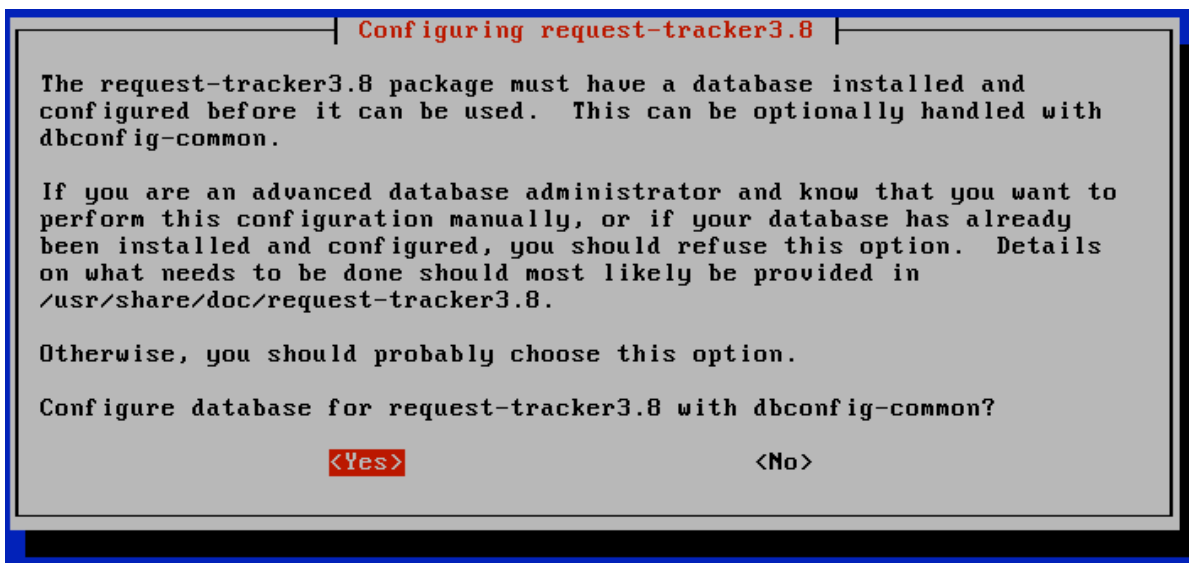 Configuring request-tracker3.8
The request-tracker3.8 package must have a database installed and
configured before it can be used.  This can be optionally handled with
dbconfig-common.
If you are an advanced database administrator and know that you want to
perform this configuration manually, or if your database has already
been installed and configured, you should refuse this option.  Details
on what needs to be done should most likely be provided in
/usr/share/doc/request-tracker3.8.
Otherwise, you should probably choose this option.
Configure database for request-tracker3.8 with dbconfig-common?
<Yes> <No>